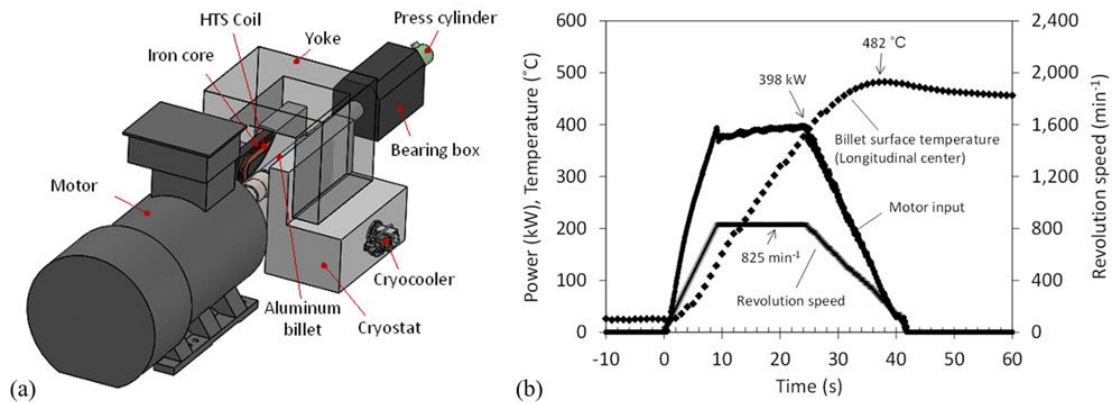 (a)
HTS Coil
Press cylinder
Iron core
Yoke
Motor
Bearing box
Cryocooler
Aluminum
billet
Cryostat
(b)
Power (kW), Temperature (°C)
600
500
400
300
200
100
0
2,400
2,000
1,600
1,200
800
400
0
Revolution speed (min⁻¹)
482 °C
398 kW
Billet surface temperature
(Longitudinal center)
Motor input
825 min⁻¹
Revolution speed
-10 0 10 20 30 40 50 60
Time (s)